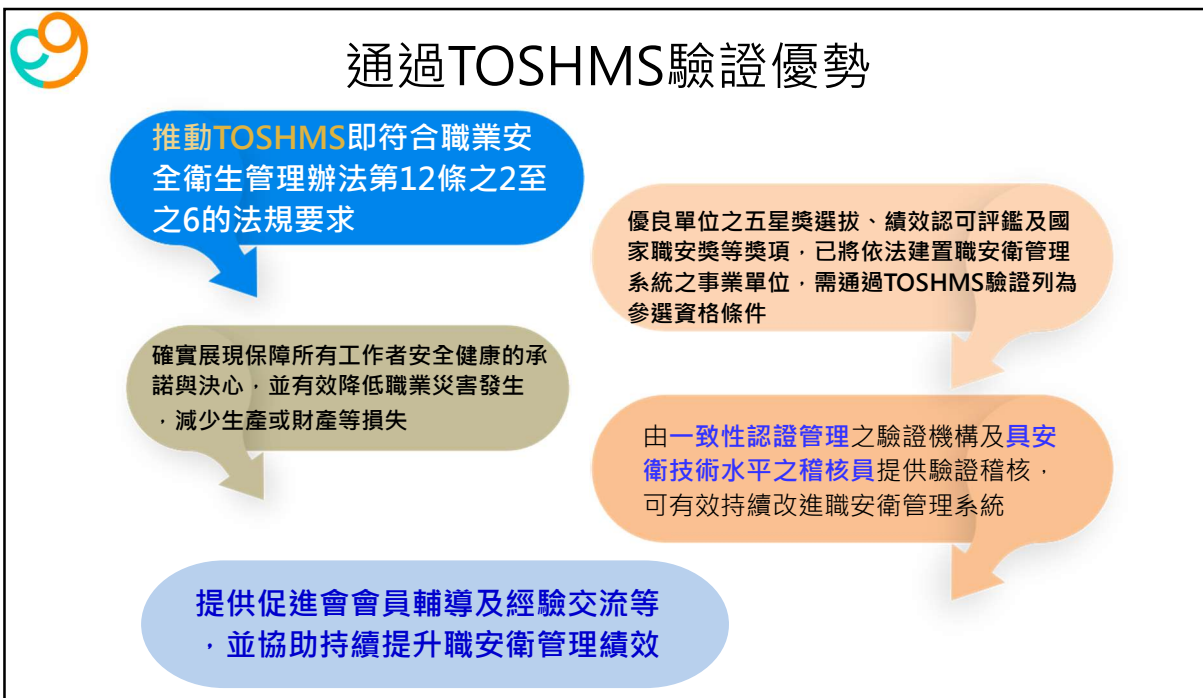 通過TOSHMS驗證優勢
推動TOSHMS即符合職業安
全衛生管理辦法第12條之2至
之6的法規要求
優良單位之五星獎選拔、績效認可評鑑及國
家職安獎等獎項，已將依法建置職安衛管理
系統之事業單位，需通過TOSHMS驗證列為
參選資格條件
確實展現保障所有工作者安全健康的承
諾與決心，並有效降低職業災害發生
，減少生產或財產等損失
由一致性認證管理之驗證機構及具安
衛技術水平之稽核員提供驗證稽核，
可有效持續改進職安衛管理系統
提供促進會會員輔導及經驗交流等
，並協助持續提升職安衛管理績效